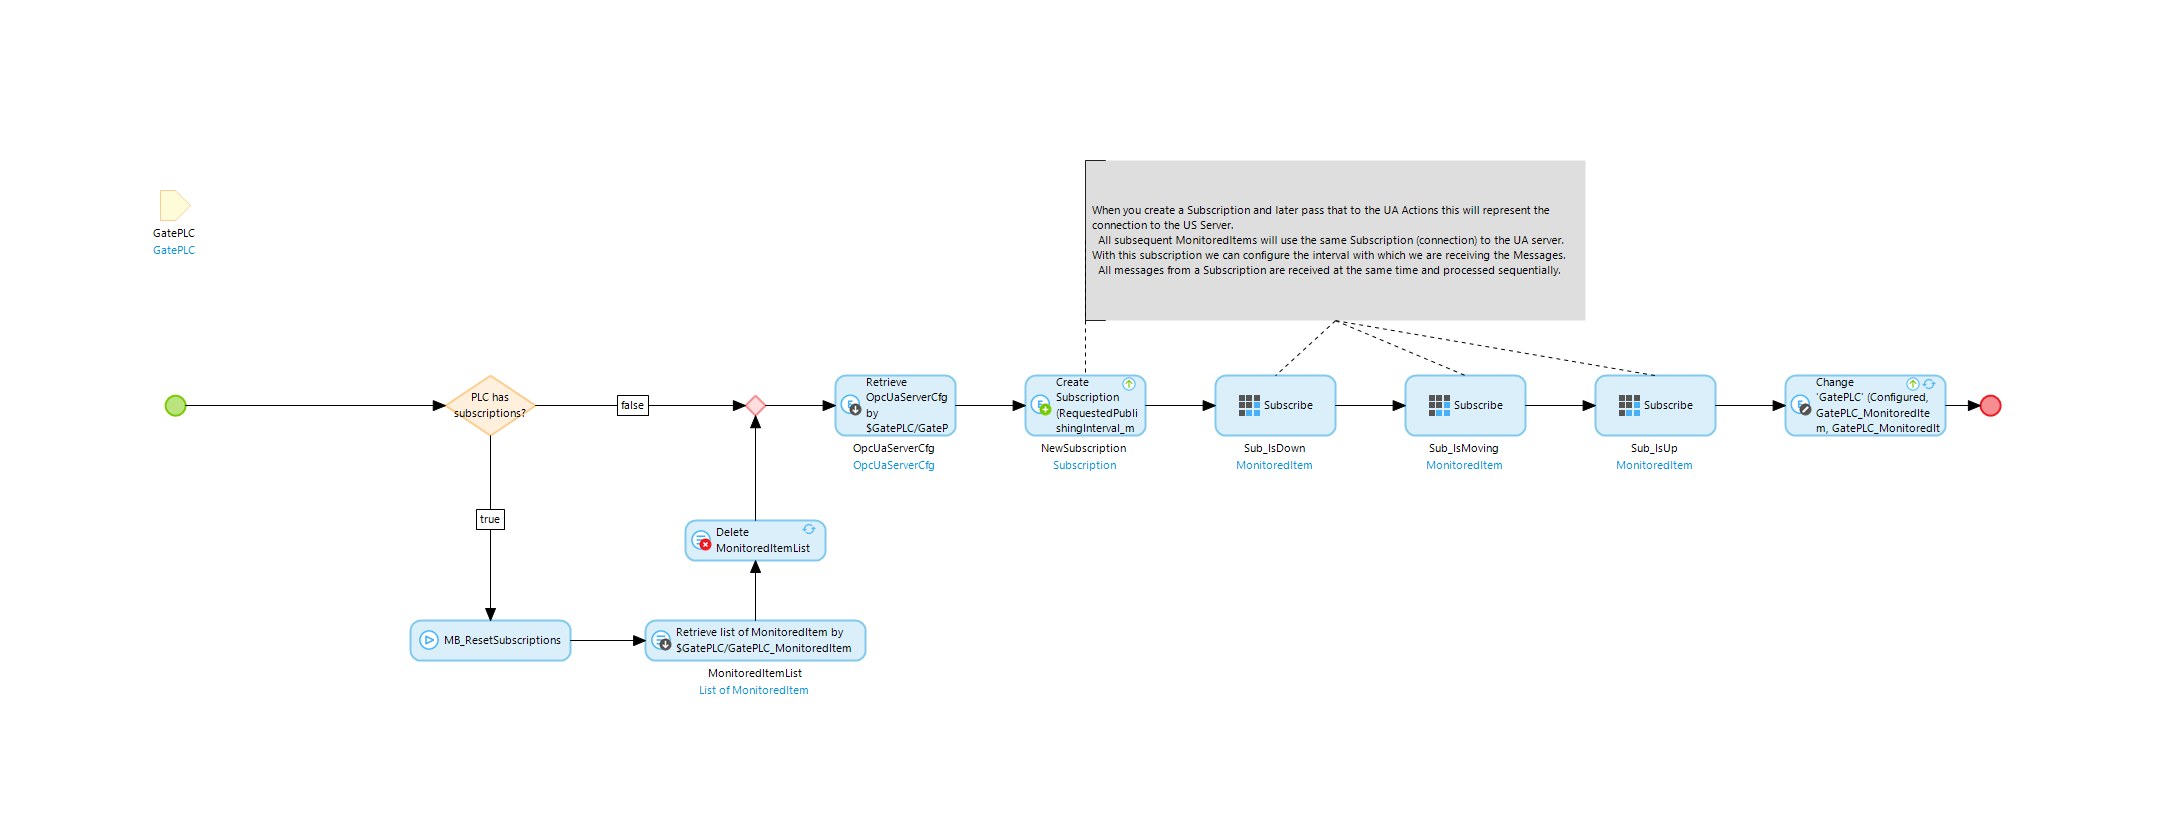 When you create a Subscription and later pass that to the UA Actions this will represent the
connection to the US Server.
All subsequent MonitoredItems will use the same Subscription (connection) to the UA server.
With this subscription we can configure the interval with which we are receiving the Messages.
All messages from a Subscription are received at the same time and processed sequentially.
GatePLC
GatePLC
PLC has
subscriptions?
false
true
Retrieve
OpcUaServerCfg
by
$GatePLC/GateP
OpcUaServerCfg
OpcUaServerCfg
Create
Subscription
(RequestedPubli
shingInterval_m
NewSubscription
Subscription
Subscribe
Sub_IsDown
MonitoredItem
Subscribe
Sub_IsMoving
MonitoredItem
Subscribe
Sub_IsUp
MonitoredItem
Change
'GatePLC' (Configured,
GatePLC_MonitoredIte
m, GatePLC_MonitoredIt
Delete
MonitoredItemList
MB_ResetSubscriptions
Retrieve list of MonitoredItem by
$GatePLC/GatePLC_MonitoredItem
MonitoredItemList
List of MonitoredItem